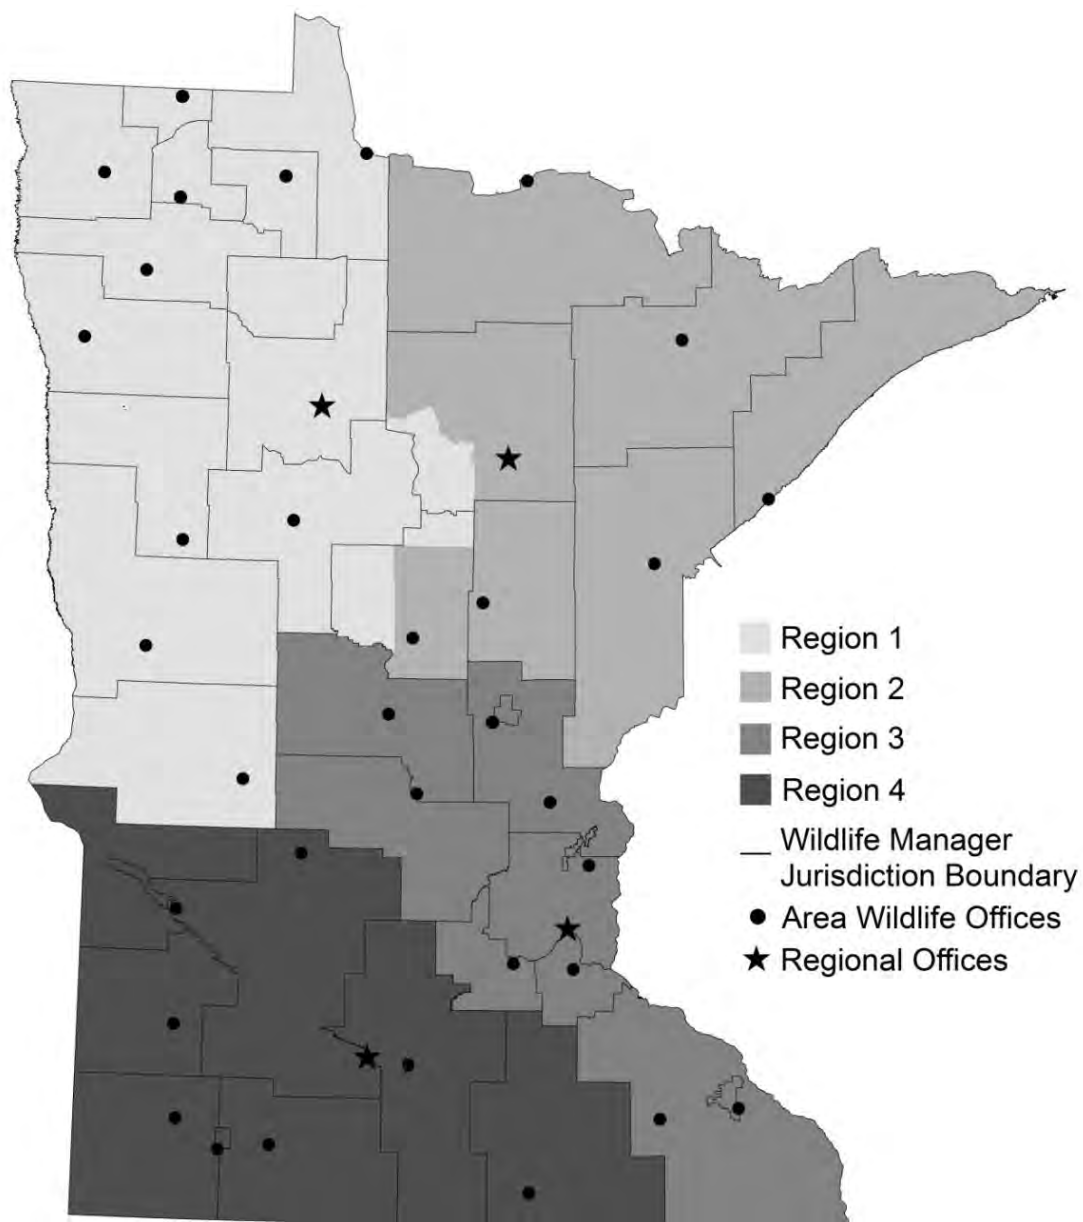 Region 1
Region 2
Region 3
Region 4
Wildlife Manager
Jurisdiction Boundary
Area Wildlife Offices
Regional Offices